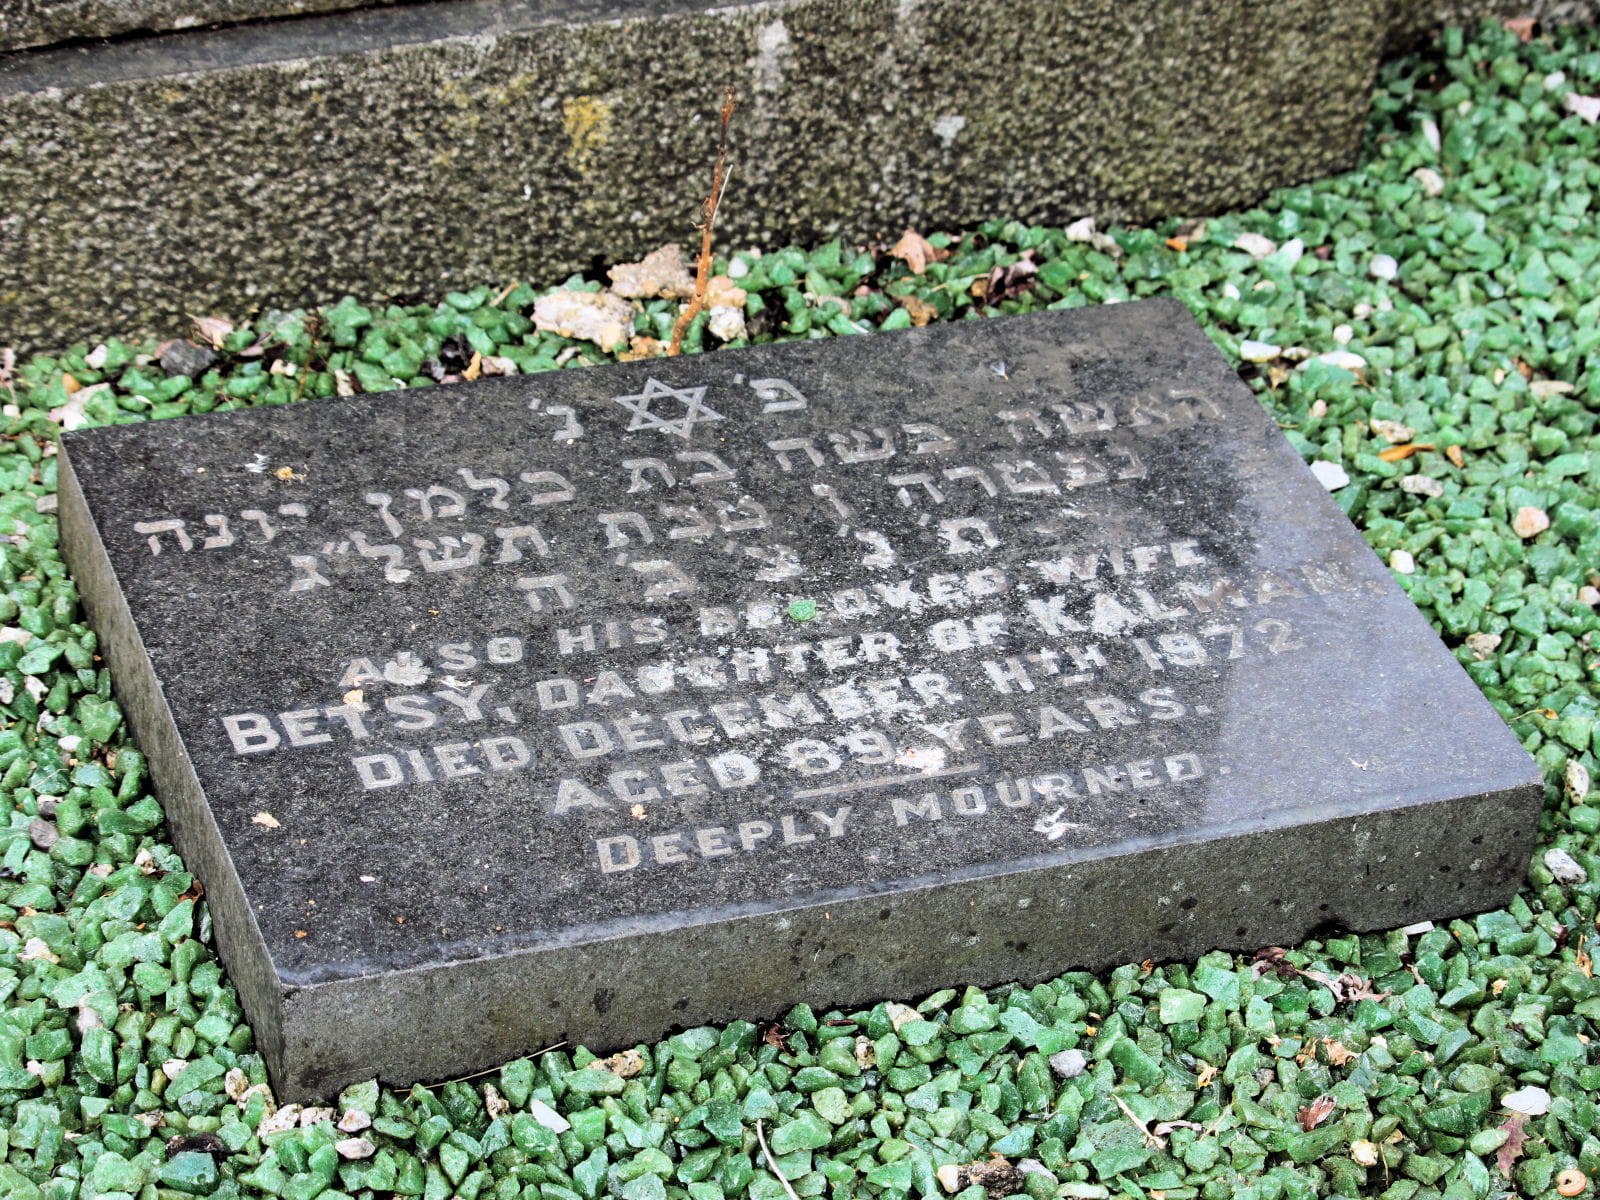 פ' נ'
האשה בשה בת כלמן יונה
נפטרה ו טבת תשל"ג
ת' נ' צ' ב' ה
ALSO HIS BELOVED WIFE
BETSY, DAUGHTER OF KALMAN,
DIED DECEMBER 11TH 1972
AGED 89 YEARS.
DEEPLY MOURNED.